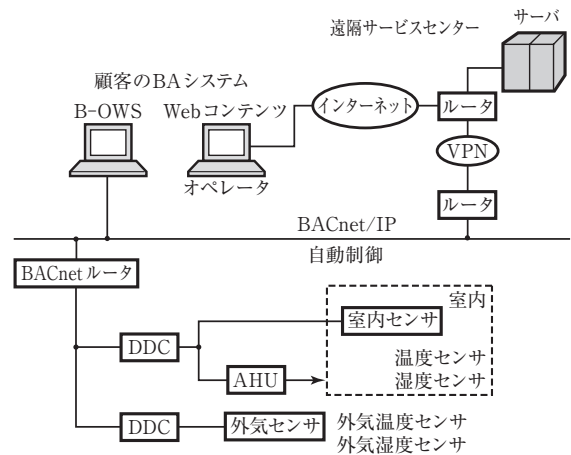 サーバ
遠隔サービスセンター
顧客のBAシステム
B-OWS
Webコンテンツ
インターネット
ルータ
VPN
オペレータ
ルータ
BACnet/IP
自動制御
BACnetルータ
室内
室内センサ
DDC
温度センサ
湿度センサ
AHU
DDC
外気センサ
外気温度センサ
外気湿度センサ